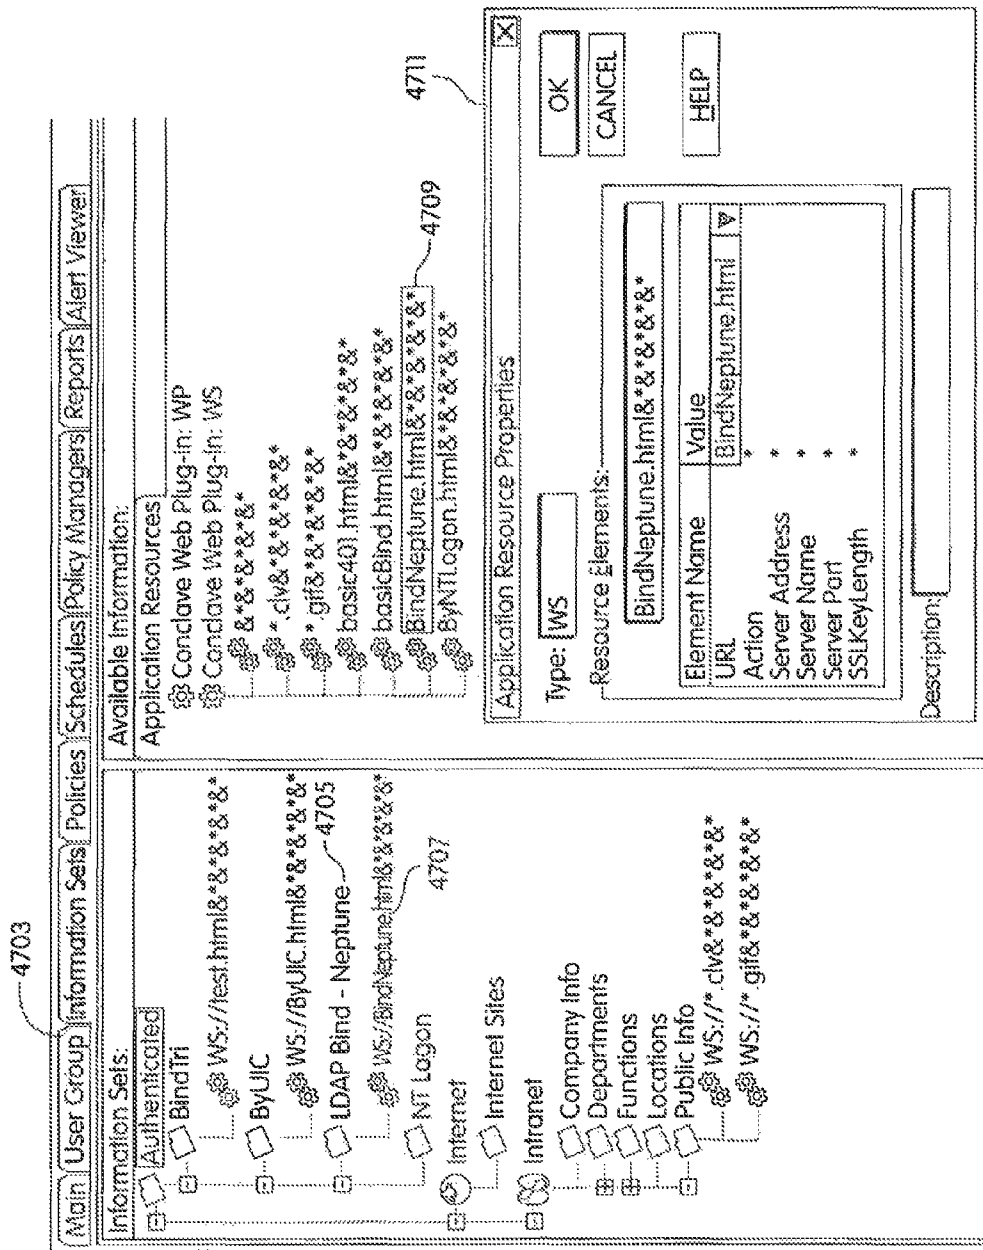 4703
Main User Group Information Sets Policies Schedules Policy Managers Reports Alert Viewer
Information Sets:
Authenticated
BindTri
WS://test.html&*&*&*&*&*
ByUIC
WS://ByUIC.html&*&*&*&*&*
LDAP Bind - Neptune
4705
WS://BindNeptune.html&*&*&*&*&*
4707
NT Logon
Internet
Internet Sites
Intranet
Company Info
Departments
Functions
Locations
Public Info
WS://*.clv&*&*&*&*&*
WS://*.gif&*&*&*&*&*
Available Information:
Application Resources
Conclave Web Plug-In: WP
Conclave Web Plug-In: WS
&*&*&*&*&*
*.clv&*&*&*&*&*
*.gif&*&*&*&*&*
basic401.html&*&*&*&*&*
basicBind.html&*&*&*&*&*
BindNeptune.html&*&*&*&*&*
4709
ByNTLogon.html&*&*&*&*&*
4711
Application Resource Properties
Type: WS
OK
CANCEL
HELP
Resource Elements:
BindNeptune.html&*&*&*&*&*
Element Name Value
URL BindNeptune.html
Action *
Server Address *
Server Name *
Server Port *
SSLKeyLength *
Description: